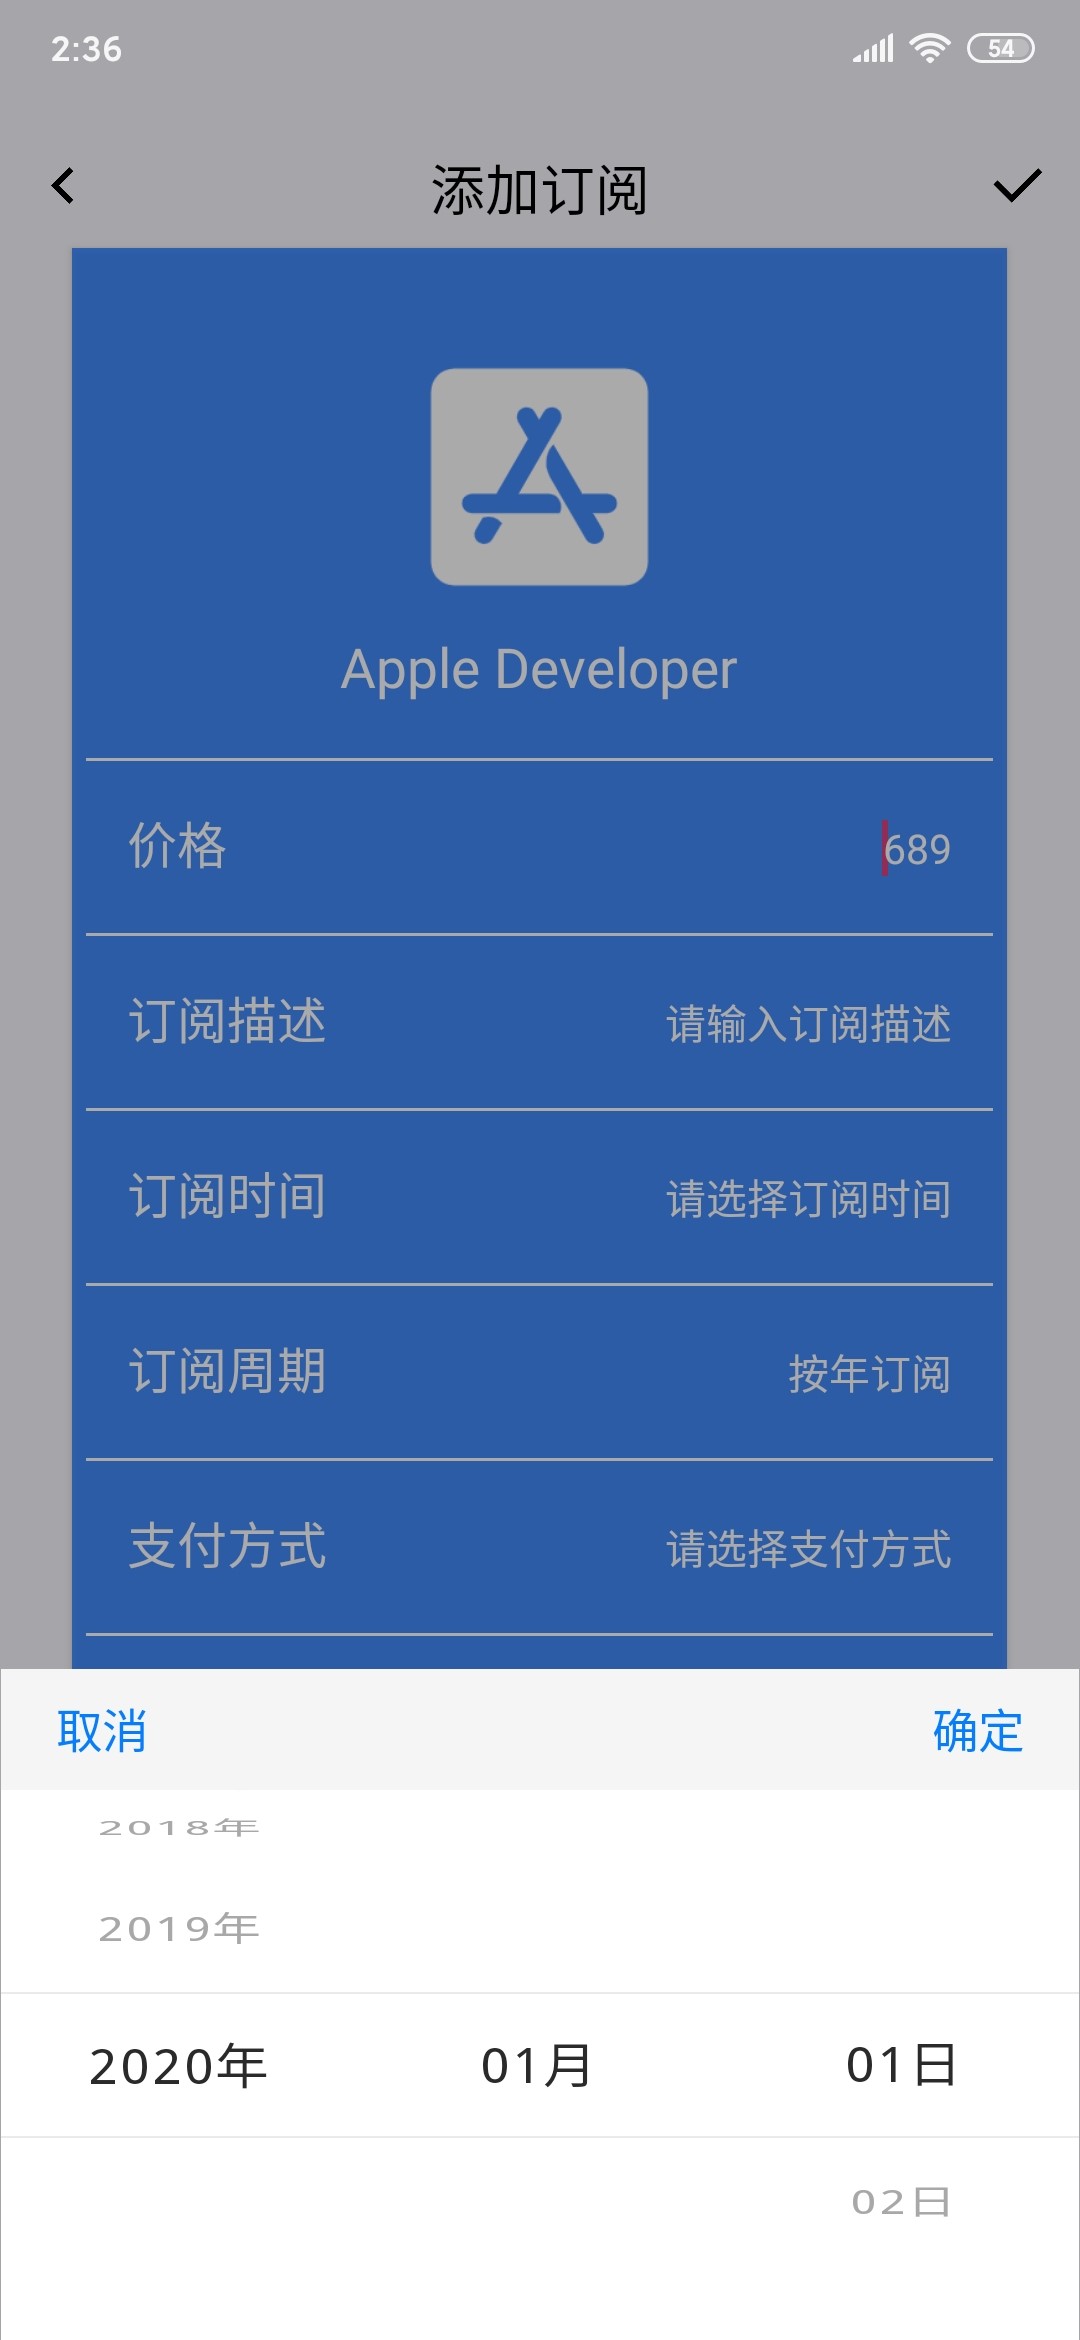 2:36
54
添加订阅
Apple Developer
价格 689
订阅描述 请输入订阅描述
订阅时间 请选择订阅时间
订阅周期 按年订阅
支付方式 请选择支付方式
取消 确定
2018年
2019年
2020年 01月 01日
02日